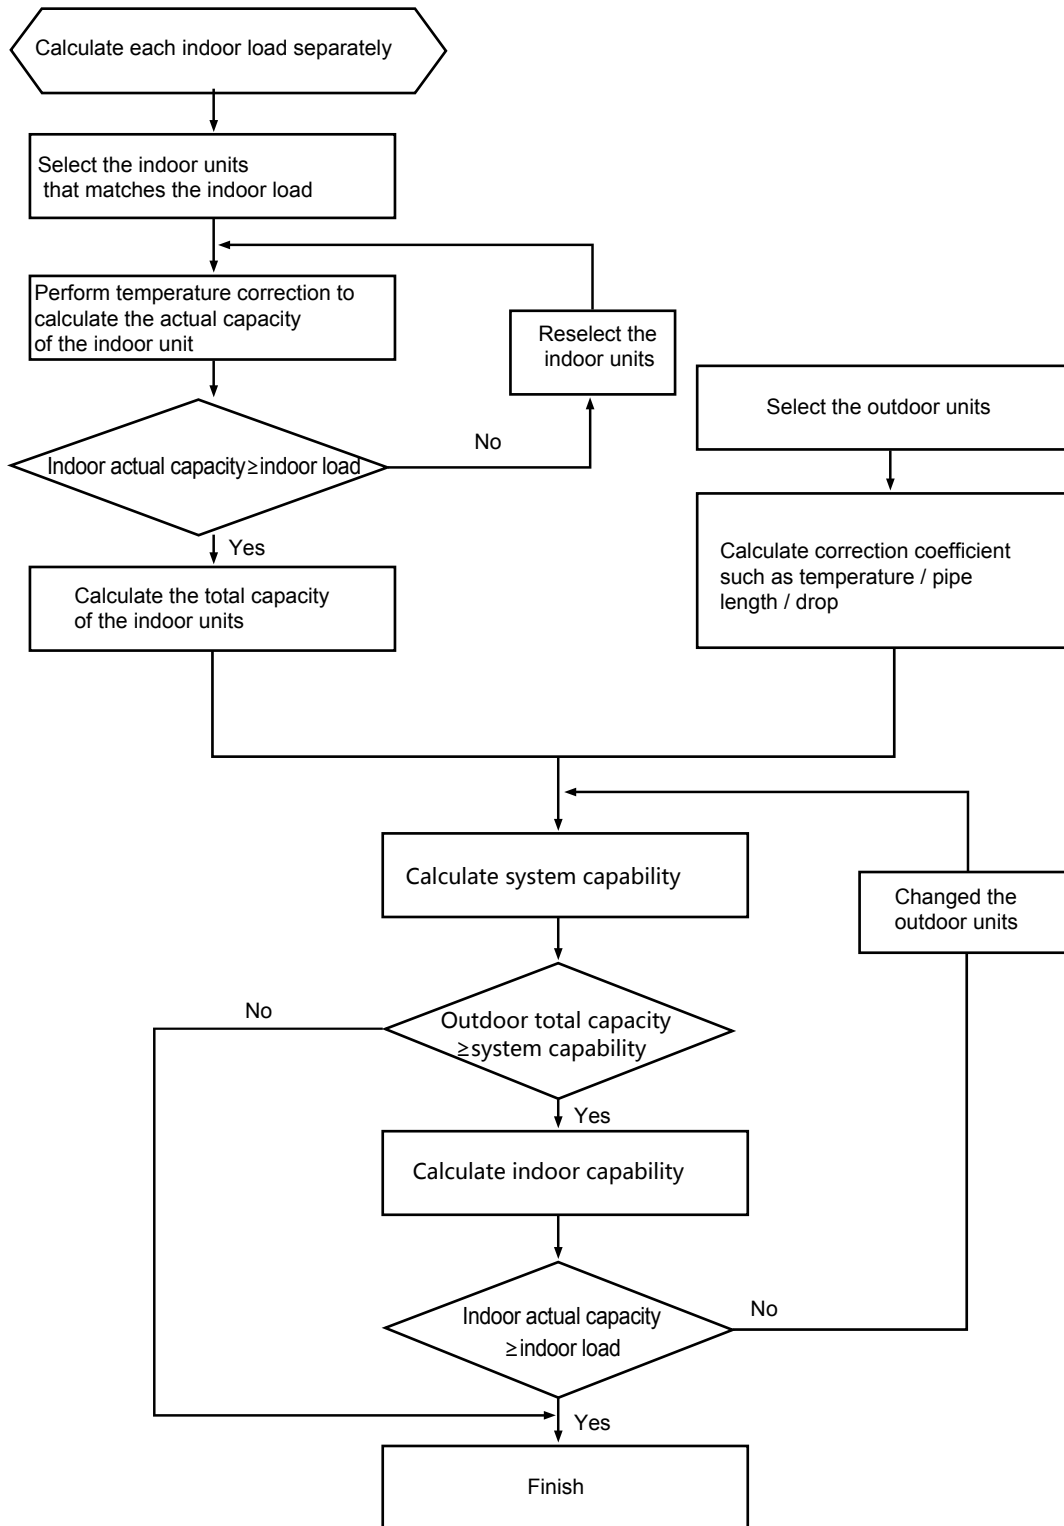 Calculate each indoor load separately
Select the indoor units
that matches the indoor load
Perform temperature correction to
calculate the actual capacity
of the indoor unit
Reselect the
indoor units
Select the outdoor units
No
Indoor actual capacity≥indoor load
Yes
Calculate correction coefficient
such as temperature / pipe
length / drop
Calculate the total capacity
of the indoor units
Calculate system capability
Changed the
outdoor units
No
Outdoor total capacity
≥system capability
Yes
Calculate indoor capability
Indoor actual capacity
≥indoor load
No
Yes
Finish